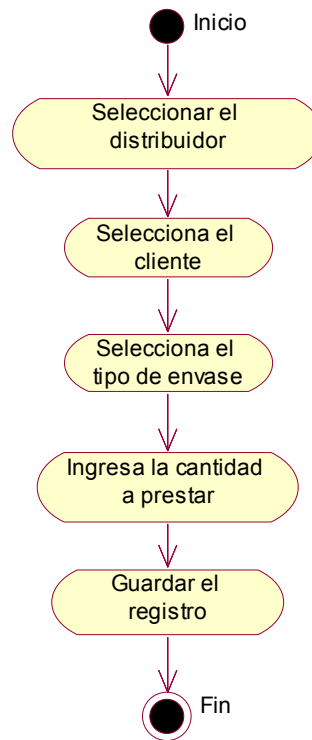 Inicio
Seleccionar el
distribuidor
Selecciona el
cliente
Selecciona el
tipo de envase
Ingresa la cantidad
a prestar
Guardar el
registro
Fin